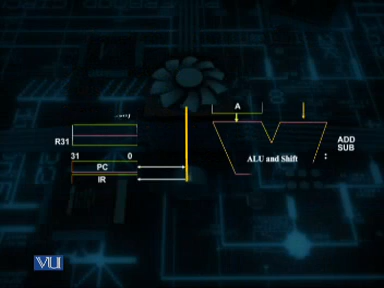 A
R31
ADD
SUB
:
31 0
PC
IR
ALU and Shift
VU